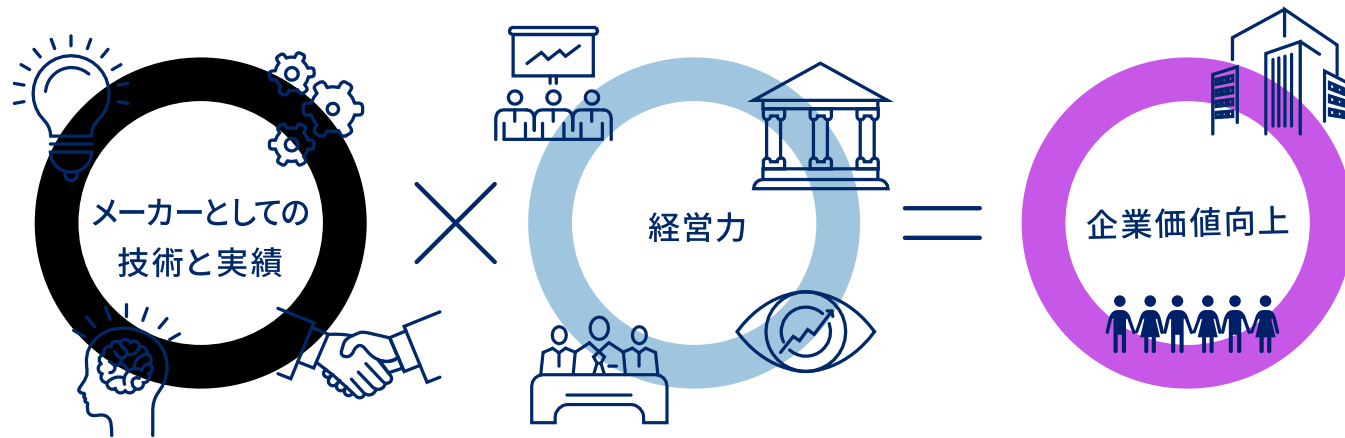 メーカーとしての
技術と実績
経営力
企業価値向上